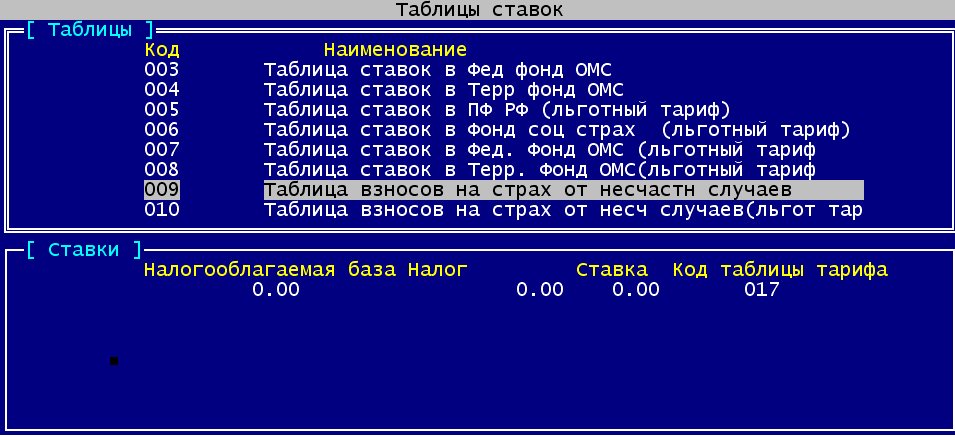 Таблицы ставок
[ Таблицы ]
Код Наименование
003 Таблица ставок в Фед фонд ОМС
004 Таблица ставок в Терр фонд ОМС
005 Таблица ставок в ПФ РФ (льготный тариф)
006 Таблица ставок в Фонд соц страх (льготный тариф)
007 Таблица ставок в Фед. Фонд ОМС (льготный тариф
008 Таблица ставок в Терр. Фонд ОМС(льготный тариф
009 Таблица взносов на страх от несчастн случаев
010 Таблица взносов на страх от несч случаев(льгот тар
[ Ставки ]
Налогооблагаемая база Налог Ставка Код таблицы тарифа
0.00 0.00 0.00 017